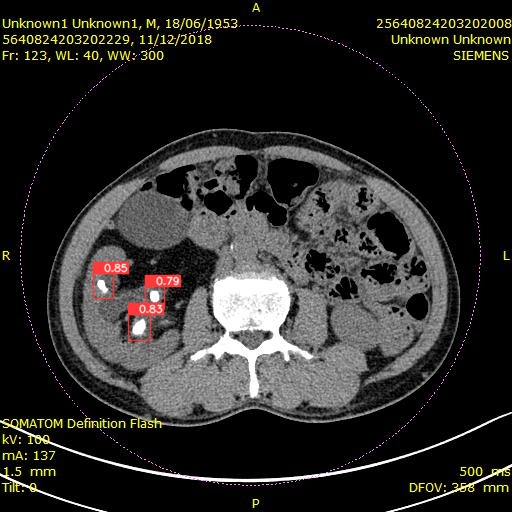 A
Unknown1 Unknown1, M, 18/06/1953
25640824203202008
5640824203202229, 11/12/2018
Unknown Unknown
Fr: 123, WL: 40, WW: 300
SIEMENS
R
L
0.85
0.79
0.83
SOMATOM Definition Flash
kV: 100
mA: 137
1.5 mm
500 ms
Tilt: 0
DFOV: 358 mm
P